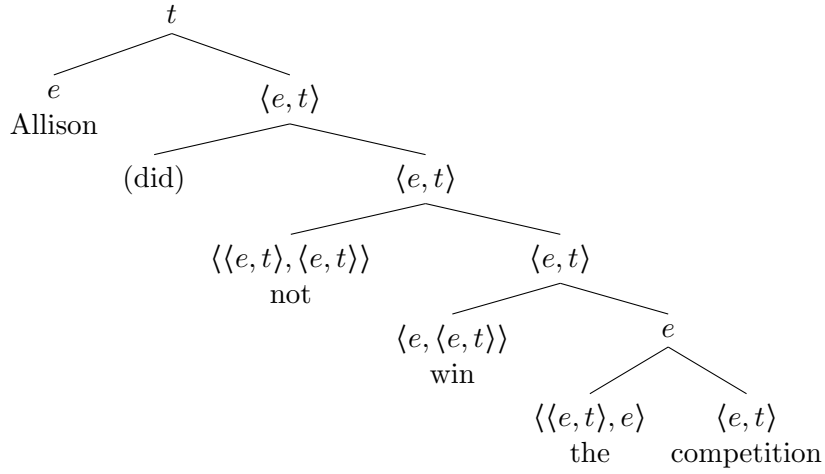 t
e ⟨e, t⟩
Allison
(did) ⟨e, t⟩
⟨⟨e, t⟩, ⟨e, t⟩⟩ ⟨e, t⟩
not
⟨e, ⟨e, t⟩⟩ e
win
⟨⟨e, t⟩, e⟩ ⟨e, t⟩
the competition